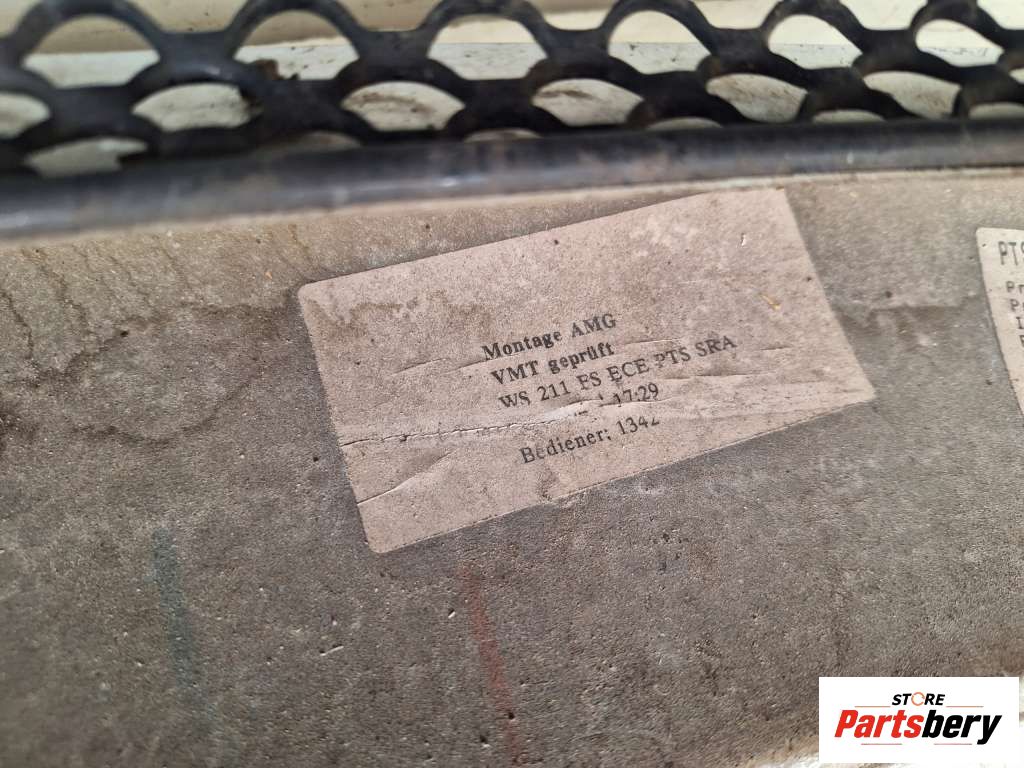 Montage AMG
VMT geprüft
WS 211 FS ECE PTS SRA
17:29
Bediener: 1342
STORE
Partsbery